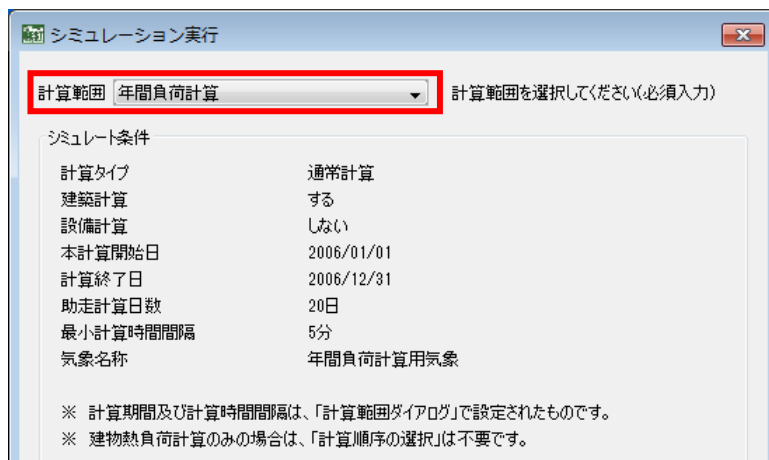 シミュレーション実行
計算範囲 年間負荷計算 計算範囲を選択してください(必須入力)
シミュレート条件
計算タイプ 通常計算
建築計算 する
設備計算 しない
本計算開始日 2006/01/01
計算終了日 2006/12/31
助走計算日数 20日
最小計算時間間隔 5分
気象名称 年間負荷計算用気象
※ 計算期間及び計算時間間隔は、「計算範囲ダイアログ」で設定されたものです。
※ 建物熱負荷計算のみの場合は、「計算順序の選択」は不要です。